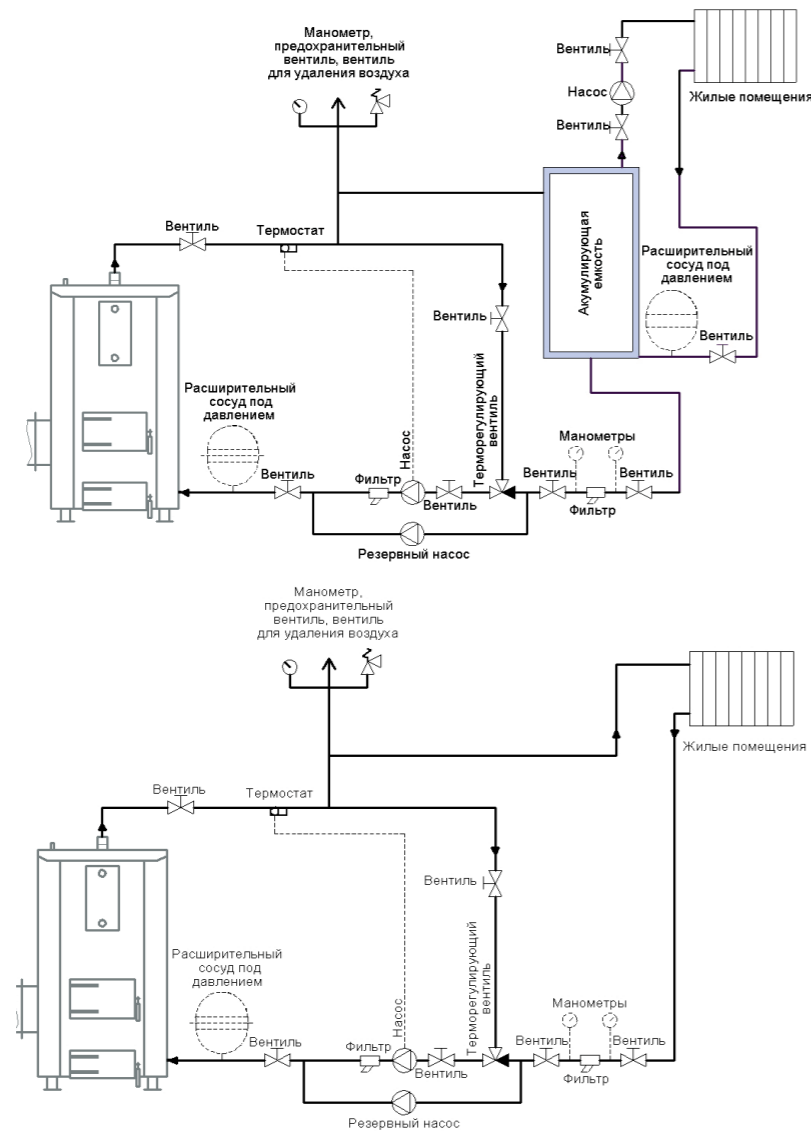 Манометр,
предохранительный
вентиль, вентиль
для удаления воздуха
Вентиль
Насос
Вентиль
Жилые помещения
Вентиль
Термостат
Акумулирующая
емкость
Расширительный
сосуд под
давлением
Вентиль
Вентиль
Расширительный
сосуд под
давлением
Вентиль
Фильтр
Насос
Вентиль
Терморегулирующий
вентиль
Манометры
Вентиль
Вентиль
Фильтр
Резервный насос
Манометр,
предохранительный
вентиль, вентиль
для удаления воздуха
Жилые помещения
Вентиль
Термостат
Вентиль
Расширительный
сосуд под
давлением
Вентиль
Фильтр
Насос
Вентиль
Терморегулирующий
вентиль
Манометры
Вентиль
Вентиль
Фильтр
Резервный насос